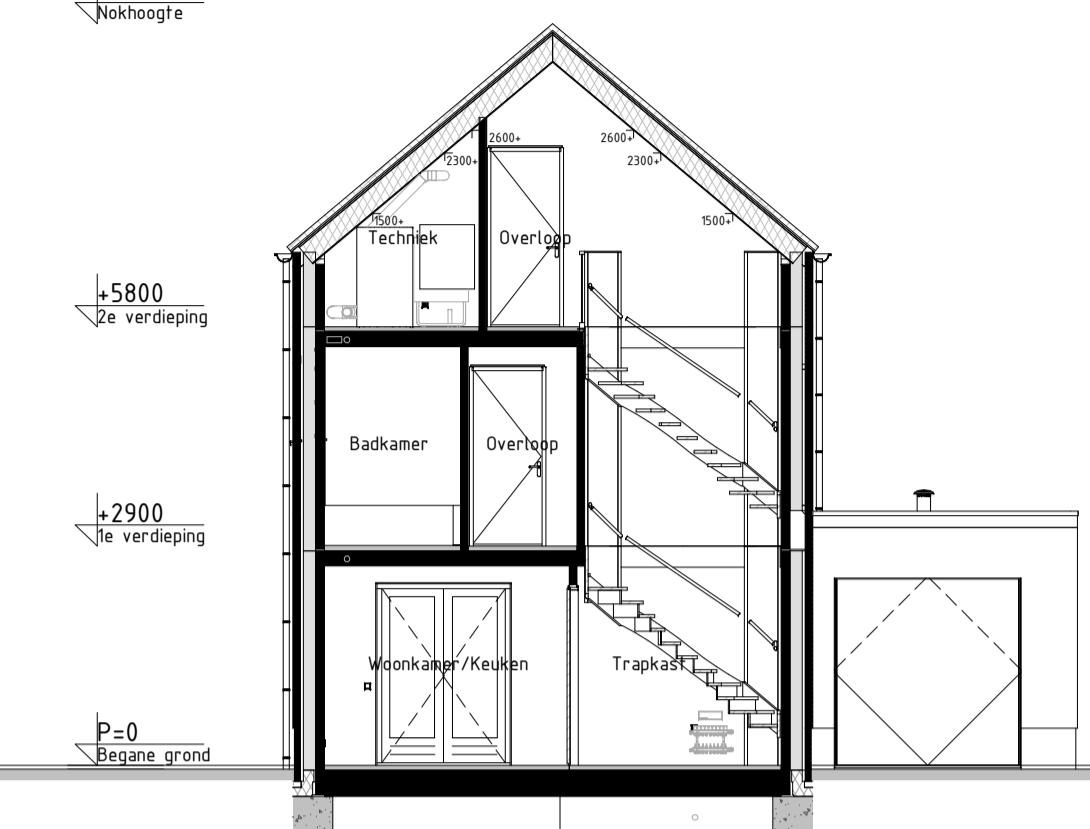 Nokhoogte
2600+
2600+
2300+
2300+
1500+
1500+
Techniek
Overloop
+5800
2e verdieping
Badkamer
Overloop
+2900
1e verdieping
Woonkamer/Keuken
Trapkast
P=0
Begane grond